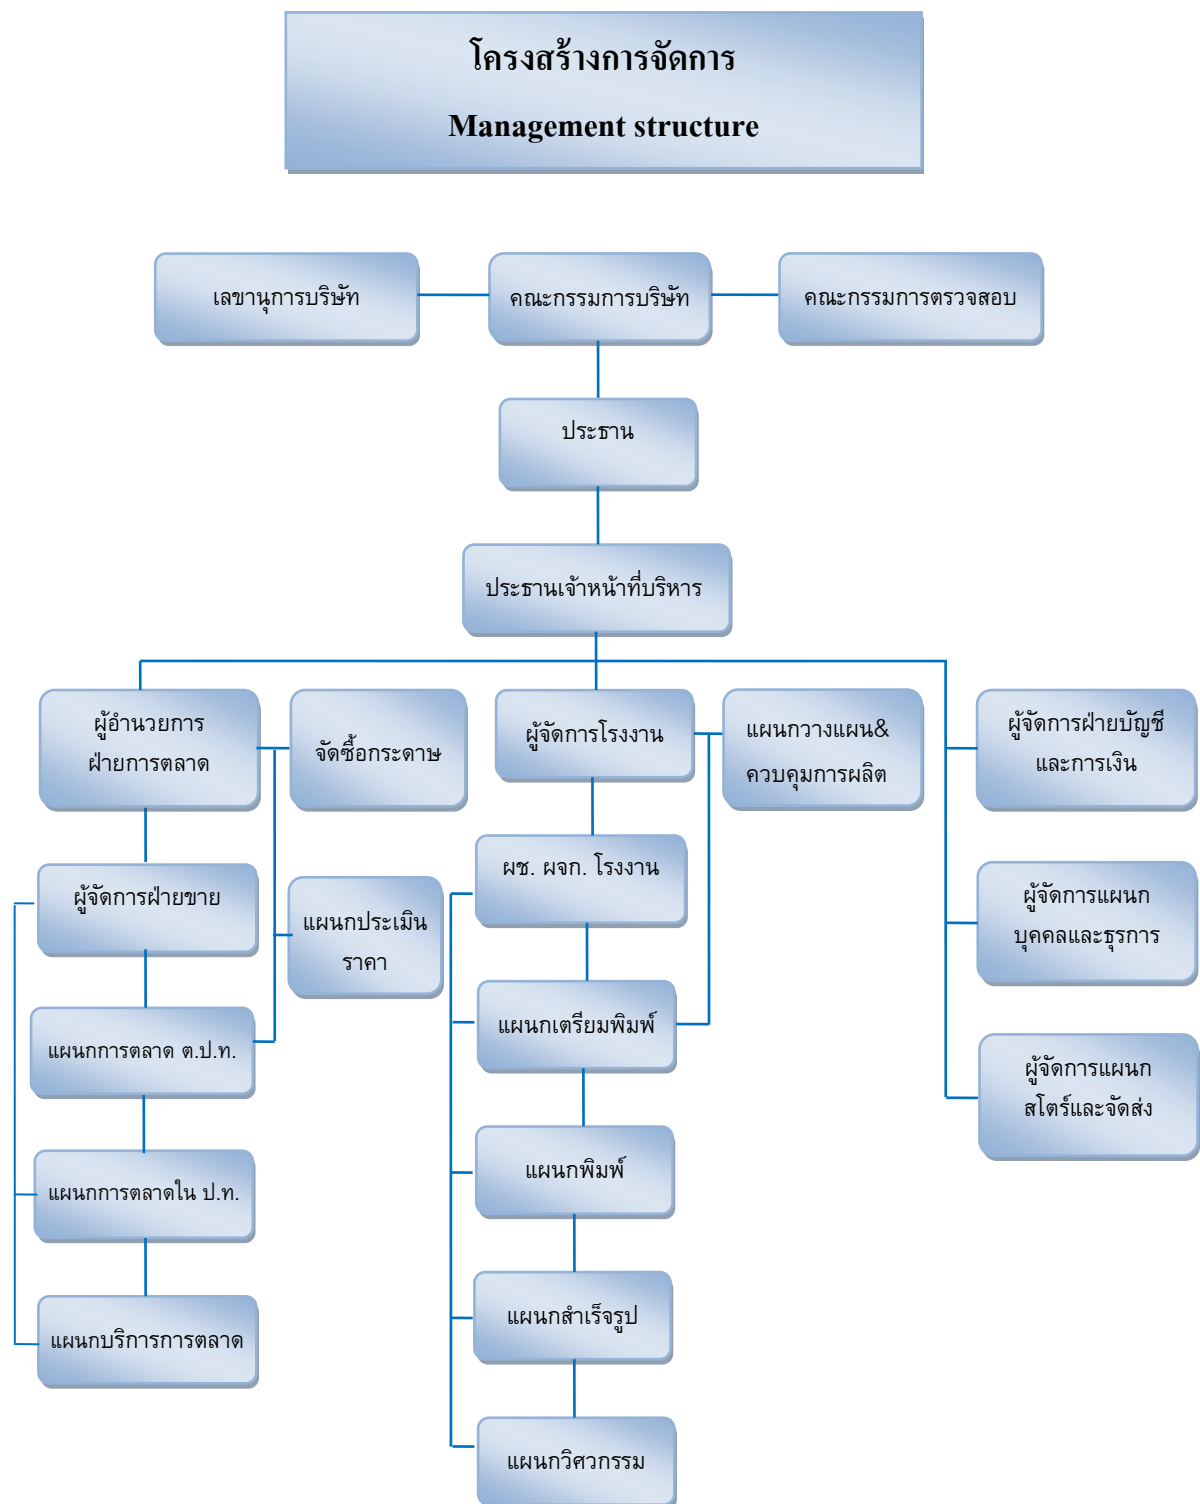 โครงสร้างการจัดการ
Management structure
เลขานุการบริษัท
คณะกรรมการบริษัท
คณะกรรมการตรวจสอบ
ประธาน
ประธานเจ้าหน้าที่บริหาร
ผู้อำนวยการ
ฝ่ายการตลาด
จัดซื้อกระดาษ
ผู้จัดการโรงงาน
แผนกวางแผน&
ควบคุมการผลิต
ผู้จัดการฝ่ายบัญชี
และการเงิน
ผู้จัดการฝ่ายขาย
แผนกประเมิน
ราคา
ผช. ผจก. โรงงาน
ผู้จัดการแผนก
บุคคลและธุรการ
แผนกการตลาด ต.ป.ท.
แผนกเตรียมพิมพ์
ผู้จัดการแผนก
สโตร์และจัดส่ง
แผนกการตลาดใน ป.ท.
แผนกพิมพ์
แผนกบริการการตลาด
แผนกสำเร็จรูป
แผนกวิศวกรรม